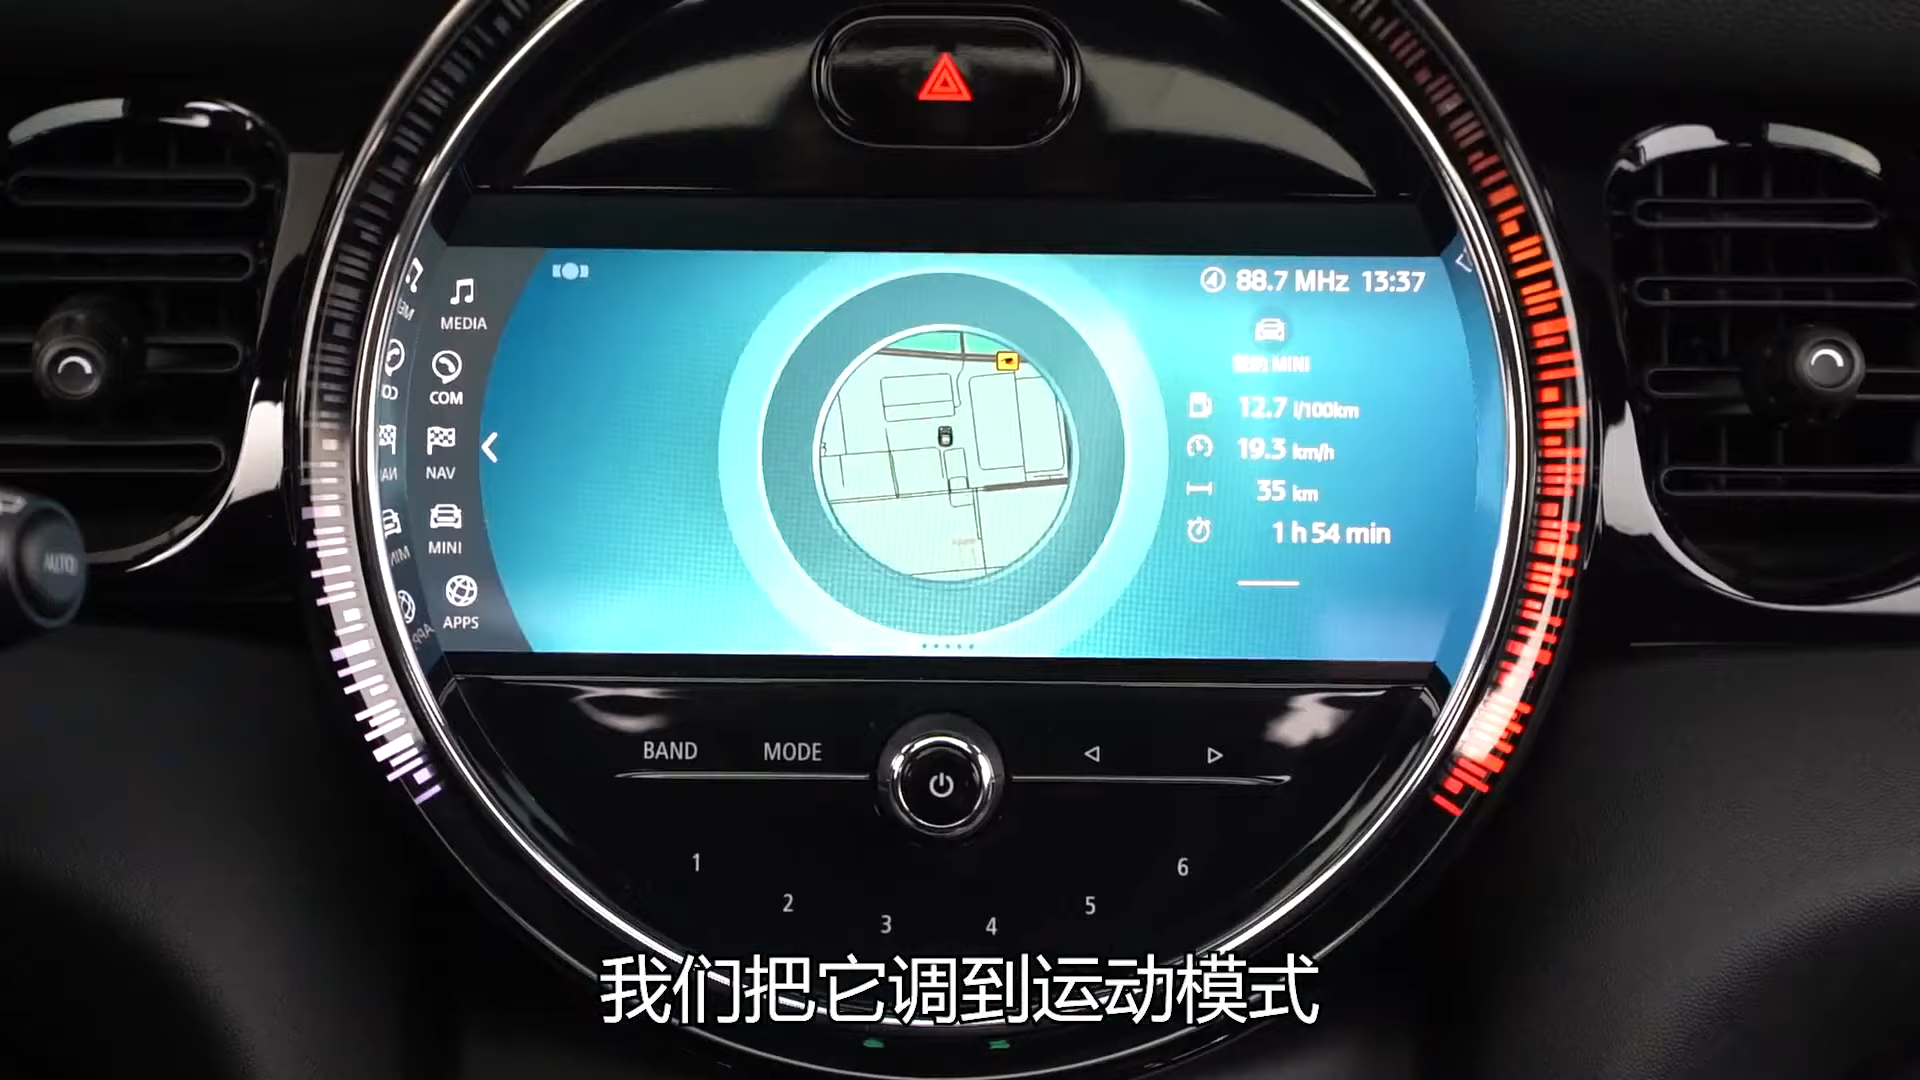 88.7 MHz 13:37
MEDIA
COM
NAV
MINI
APPS
MINI
12.7 l/100km
19.3 km/h
35 km
1 h 54 min
AUTO
BAND
MODE
1
2
3
4
5
6
我们把它调到运动模式